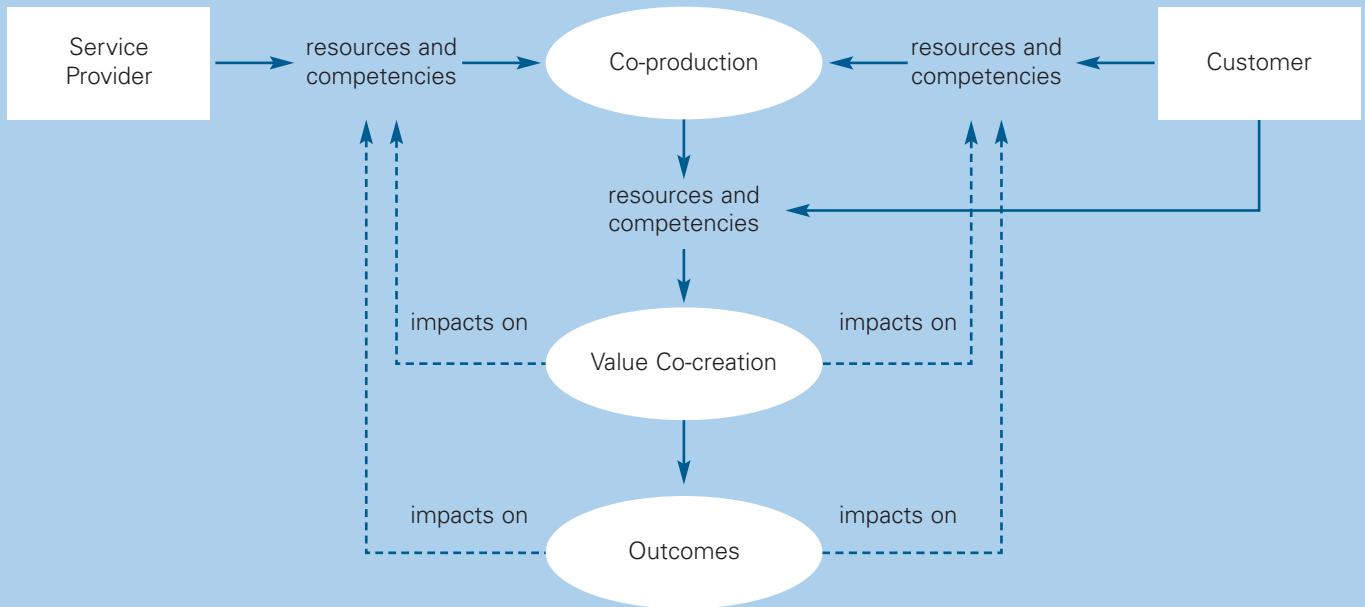 Service
Provider
resources and
competencies
Co-production
resources and
competencies
Customer
resources and
competencies
impacts on
impacts on
Value Co-creation
impacts on
impacts on
Outcomes